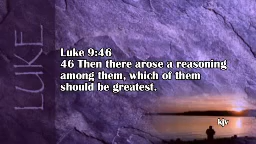 LUKE
Luke 9:46
46 Then there arose a reasoning
among them, which of them
should be greatest.
kjv